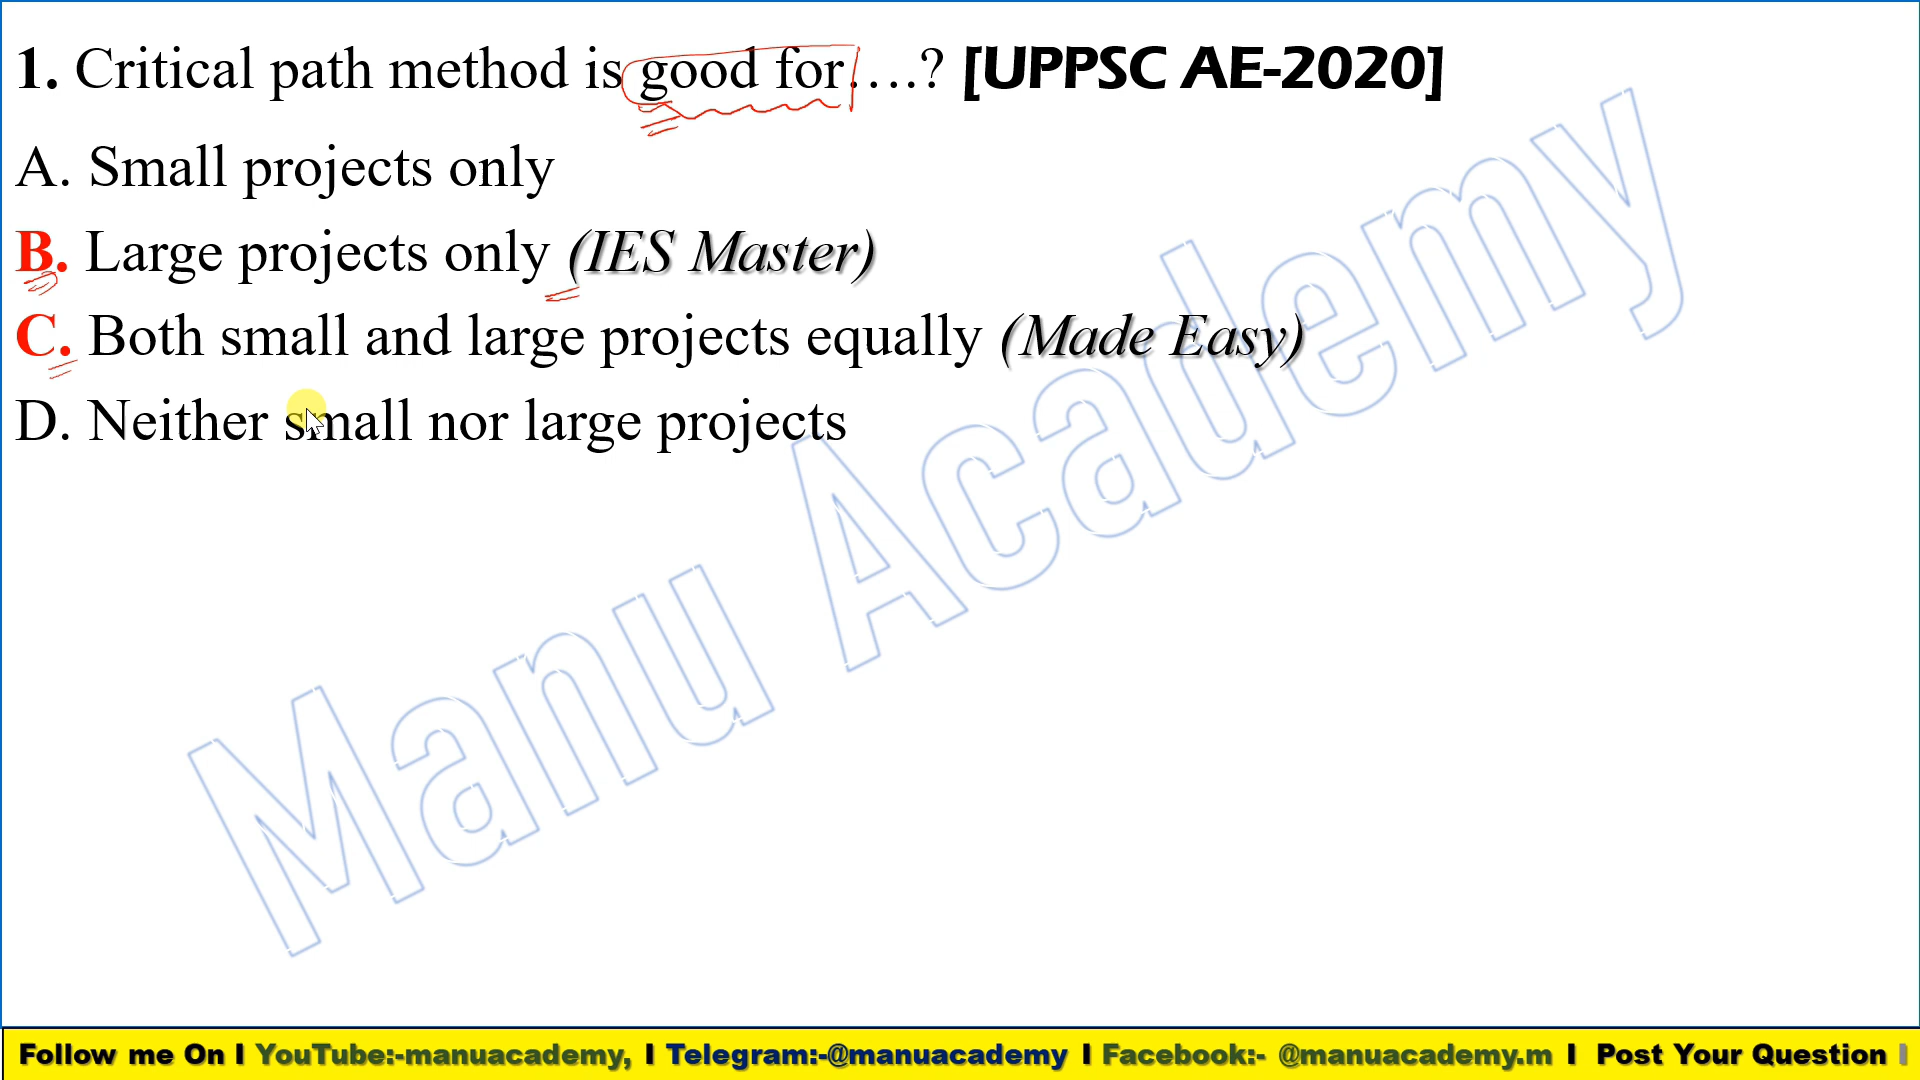 1. Critical path method is good for....? [UPPSC AE-2020]
A. Small projects only
B. Large projects only (IES Master)
C. Both small and large projects equally (Made Easy)
D. Neither small nor large projects
Manu Academy
Follow me On I YouTube:-manuacademy, I Telegram:-@manuacademy I Facebook:- @manuacademy.m I Post Your Question I